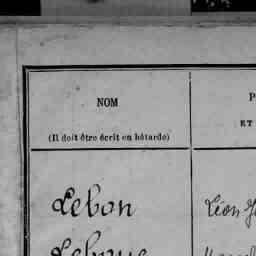 NOM
P
ET
(Il doit être écrit en bâtarde)
Lebon
Léon